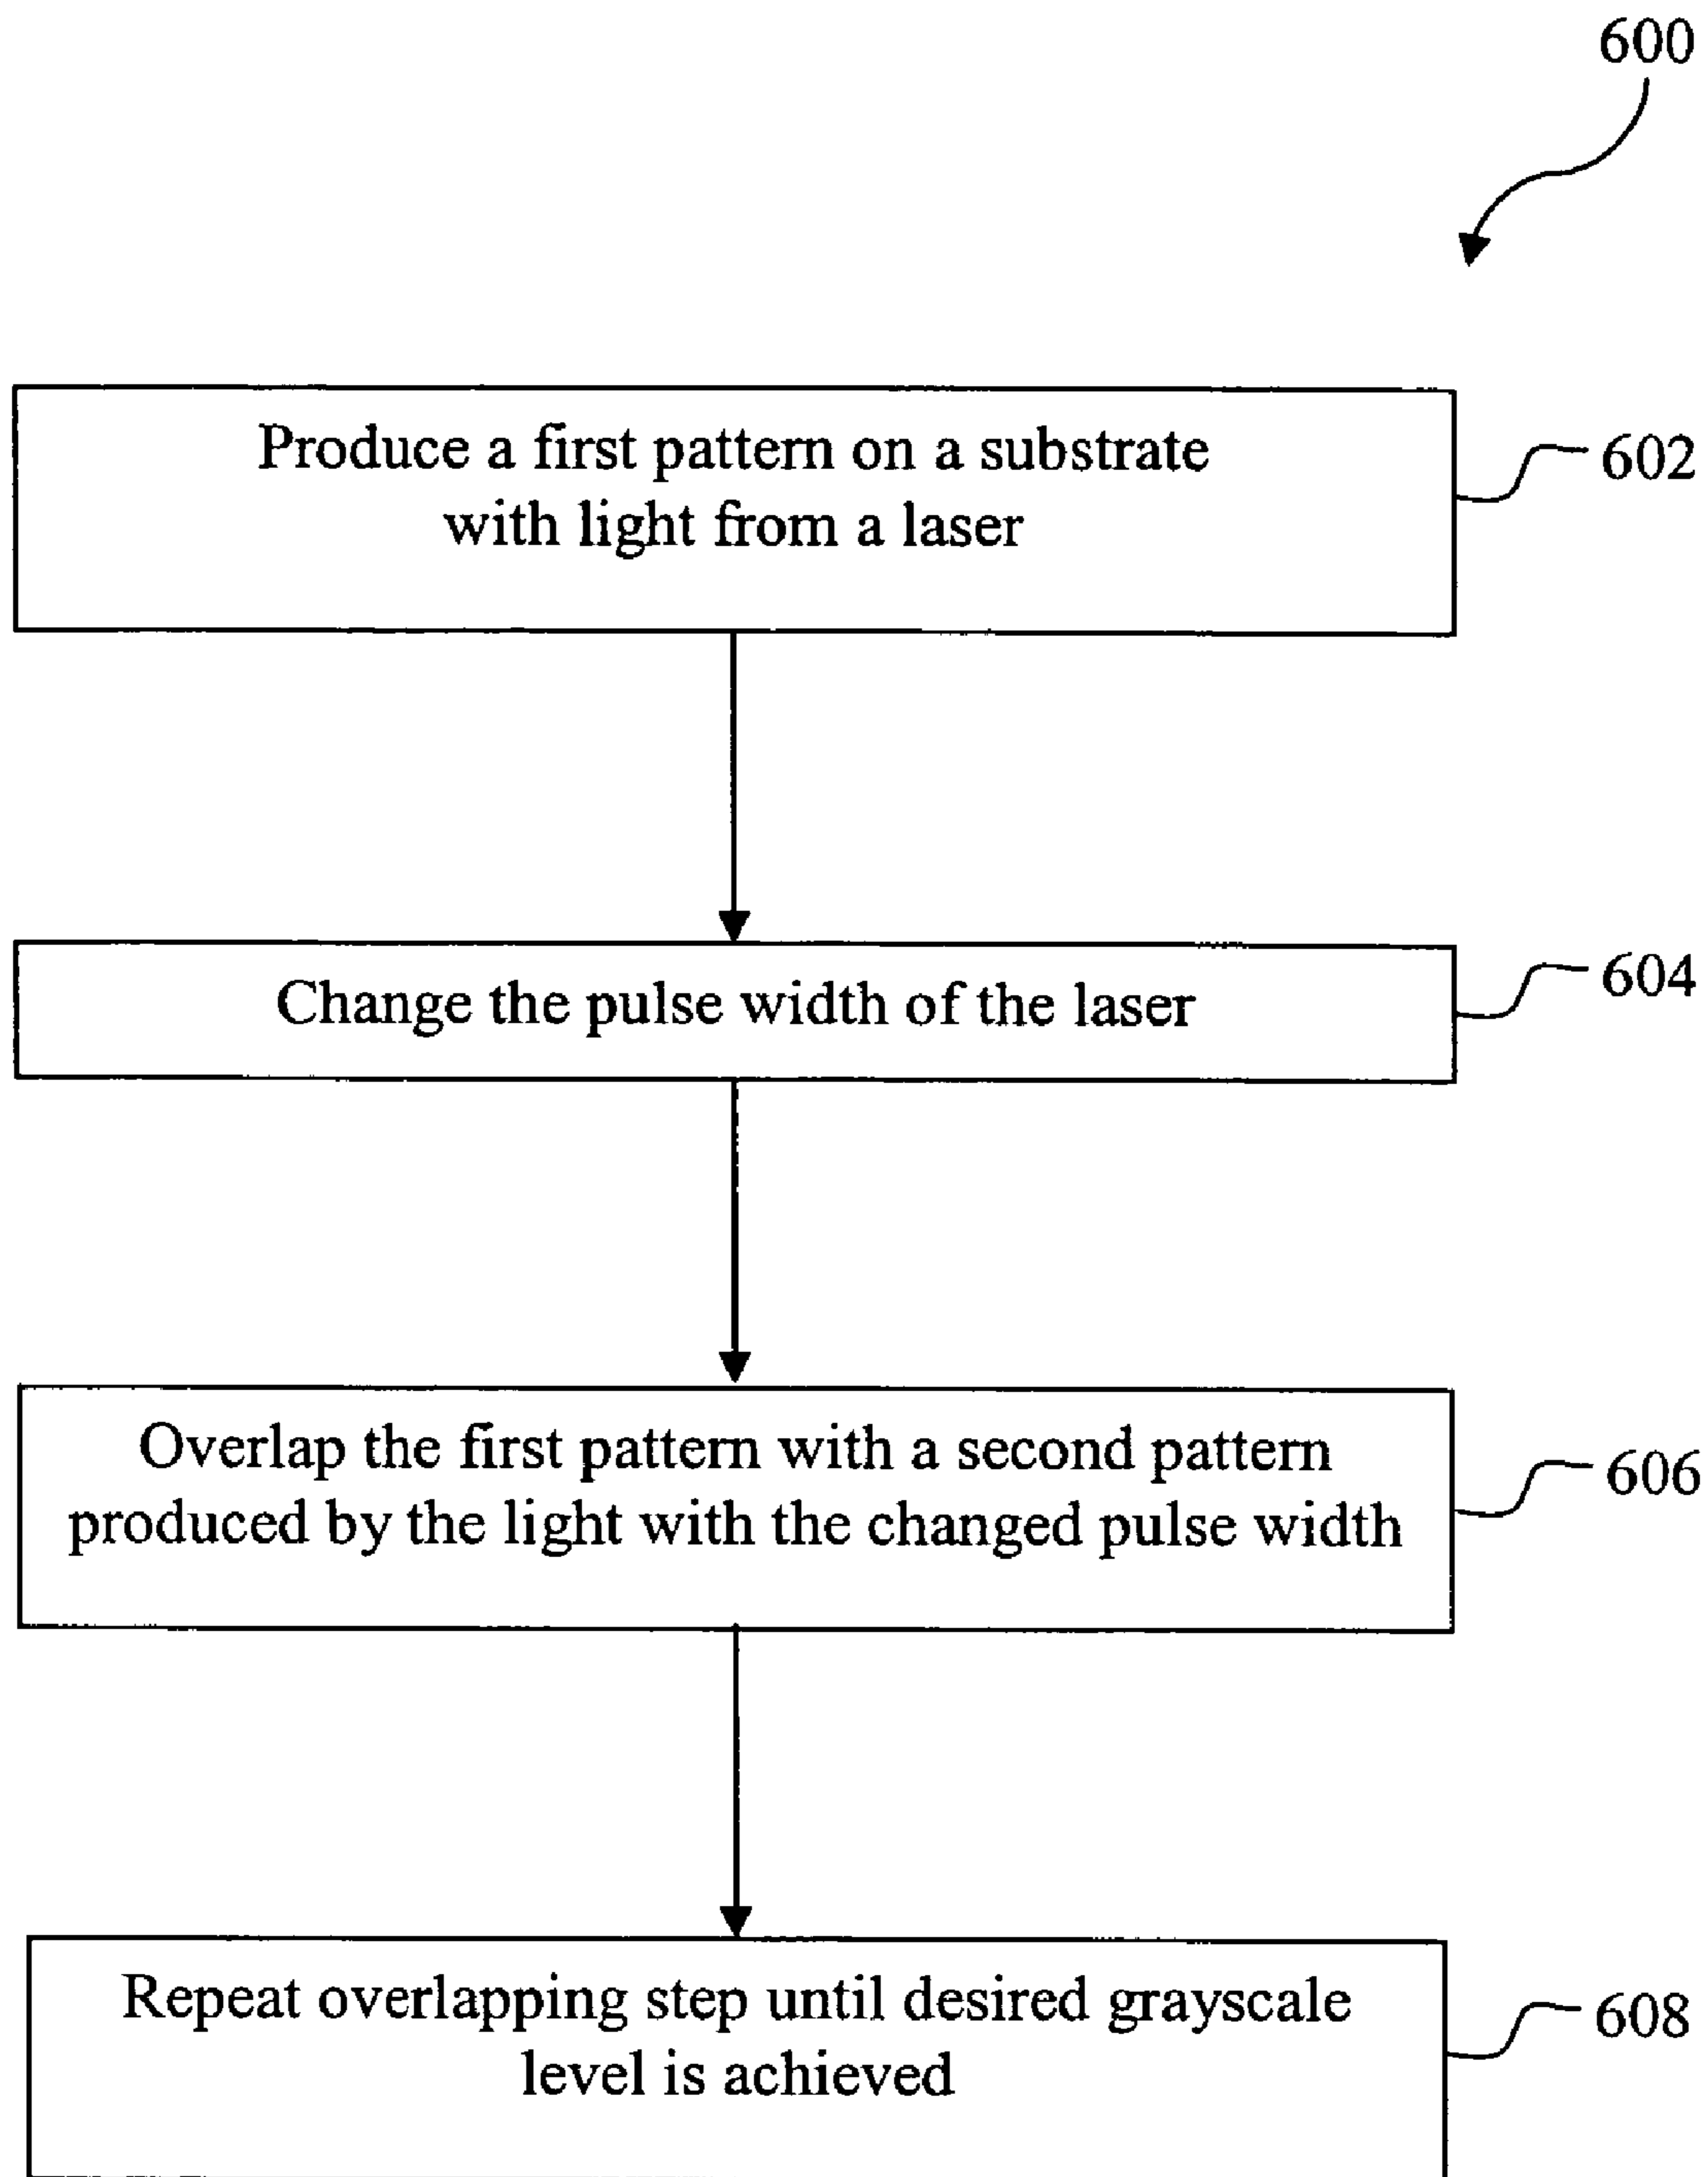 600
Produce a first pattern on a substrate
with light from a laser
602
Change the pulse width of the laser
604
Overlap the first pattern with a second pattern
produced by the light with the changed pulse width
606
Repeat overlapping step until desired grayscale
level is achieved
608